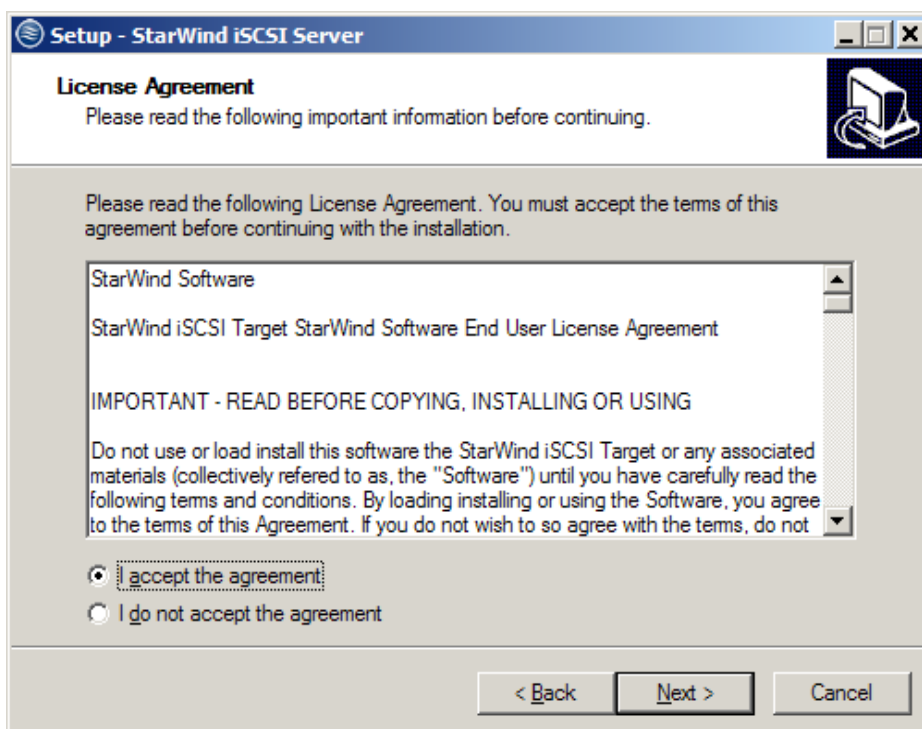 Setup - StarWind iSCSI Server
License Agreement
Please read the following important information before continuing.
Please read the following License Agreement. You must accept the terms of this
agreement before continuing with the installation.
StarWind Software
StarWind iSCSI Target StarWind Software End User License Agreement
IMPORTANT - READ BEFORE COPYING, INSTALLING OR USING
Do not use or load install this software the StarWind iSCSI Target or any associated
materials (collectively refered to as, the "Software") until you have carefully read the
following terms and conditions. By loading installing or using the Software, you agree
to the terms of this Agreement. If you do not wish to so agree with the terms, do not
I accept the agreement
I do not accept the agreement
< Back
Next >
Cancel